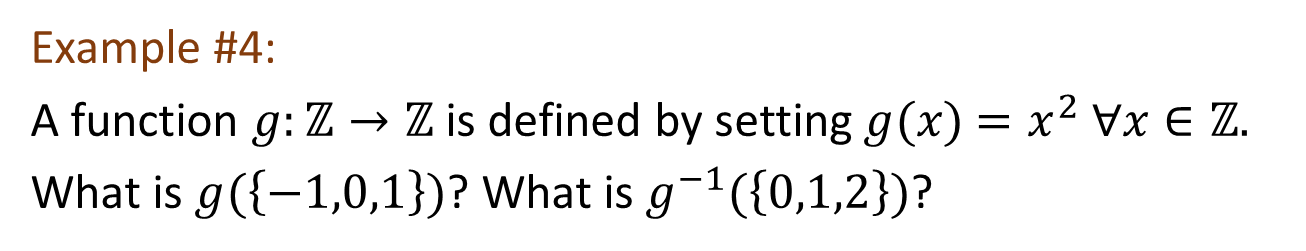 Example #4:
A function g: ℤ → ℤ is defined by setting g(x) = x² ∀x ∈ ℤ.
What is g({−1,0,1})? What is g⁻¹({0,1,2})?